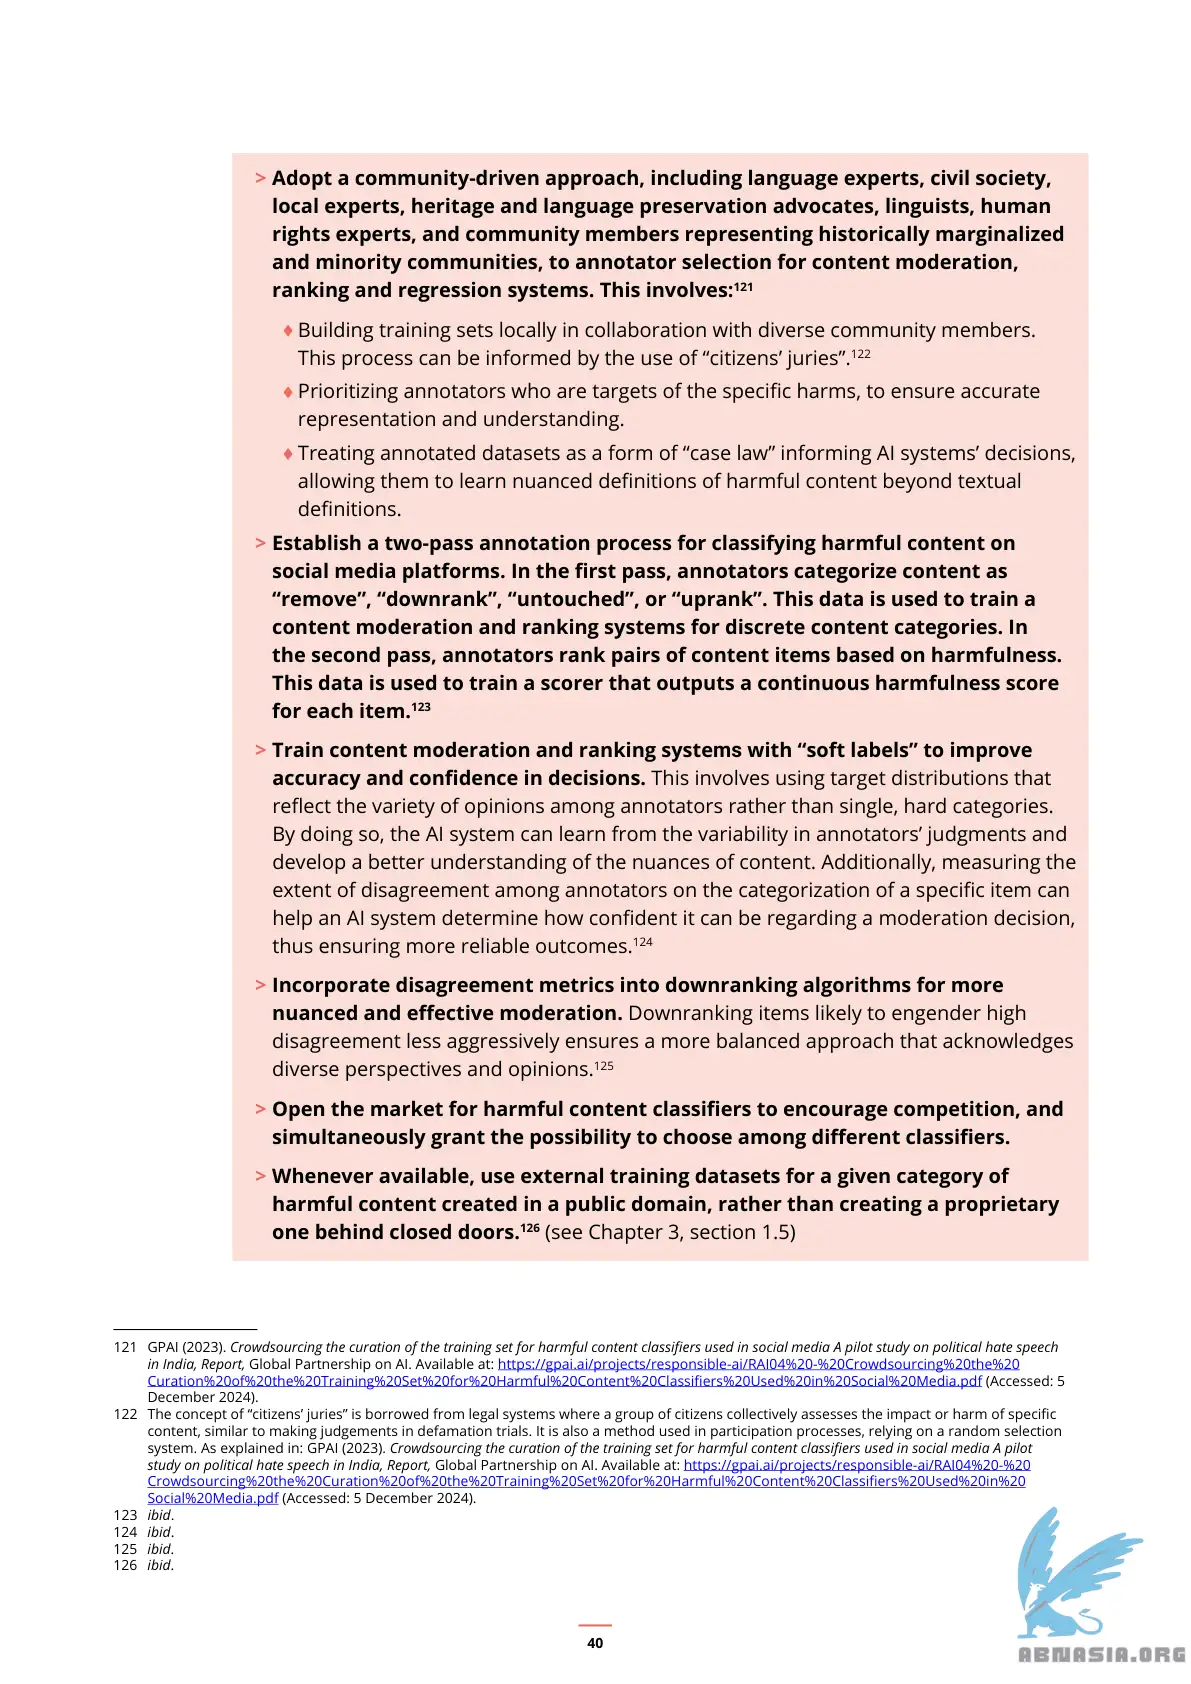 > Adopt a community-driven approach, including language experts, civil society,
local experts, heritage and language preservation advocates, linguists, human
rights experts, and community members representing historically marginalized
and minority communities, to annotator selection for content moderation,
ranking and regression systems. This involves:121
♦ Building training sets locally in collaboration with diverse community members.
This process can be informed by the use of “citizens’ juries”.122
♦ Prioritizing annotators who are targets of the specific harms, to ensure accurate
representation and understanding.
♦ Treating annotated datasets as a form of “case law” informing AI systems’ decisions,
allowing them to learn nuanced definitions of harmful content beyond textual
definitions.
> Establish a two-pass annotation process for classifying harmful content on
social media platforms. In the first pass, annotators categorize content as
“remove”, “downrank”, “untouched”, or “uprank”. This data is used to train a
content moderation and ranking systems for discrete content categories. In
the second pass, annotators rank pairs of content items based on harmfulness.
This data is used to train a scorer that outputs a continuous harmfulness score
for each item.123
> Train content moderation and ranking systems with “soft labels” to improve
accuracy and confidence in decisions. This involves using target distributions that
reflect the variety of opinions among annotators rather than single, hard categories.
By doing so, the AI system can learn from the variability in annotators’ judgments and
develop a better understanding of the nuances of content. Additionally, measuring the
extent of disagreement among annotators on the categorization of a specific item can
help an AI system determine how confident it can be regarding a moderation decision,
thus ensuring more reliable outcomes.124
> Incorporate disagreement metrics into downranking algorithms for more
nuanced and effective moderation. Downranking items likely to engender high
disagreement less aggressively ensures a more balanced approach that acknowledges
diverse perspectives and opinions.125
> Open the market for harmful content classifiers to encourage competition, and
simultaneously grant the possibility to choose among different classifiers.
> Whenever available, use external training datasets for a given category of
harmful content created in a public domain, rather than creating a proprietary
one behind closed doors.126 (see Chapter 3, section 1.5)
121 GPAI (2023). Crowdsourcing the curation of the training set for harmful content classifiers used in social media A pilot study on political hate speech
in India, Report, Global Partnership on AI. Available at: https://gpai.ai/projects/responsible-ai/RAI04%20-%20Crowdsourcing%20the%20
Curation%20of%20the%20Training%20Set%20for%20Harmful%20Content%20Classifiers%20Used%20in%20Social%20Media.pdf (Accessed: 5
December 2024).
122 The concept of “citizens’ juries” is borrowed from legal systems where a group of citizens collectively assesses the impact or harm of specific
content, similar to making judgements in defamation trials. It is also a method used in participation processes, relying on a random selection
system. As explained in: GPAI (2023). Crowdsourcing the curation of the training set for harmful content classifiers used in social media A pilot
study on political hate speech in India, Report, Global Partnership on AI. Available at: https://gpai.ai/projects/responsible-ai/RAI04%20-%20
Crowdsourcing%20the%20Curation%20of%20the%20Training%20Set%20for%20Harmful%20Content%20Classifiers%20Used%20in%20
Social%20Media.pdf (Accessed: 5 December 2024).
123 ibid.
124 ibid.
125 ibid.
126 ibid.
40
ABNASIA.ORG